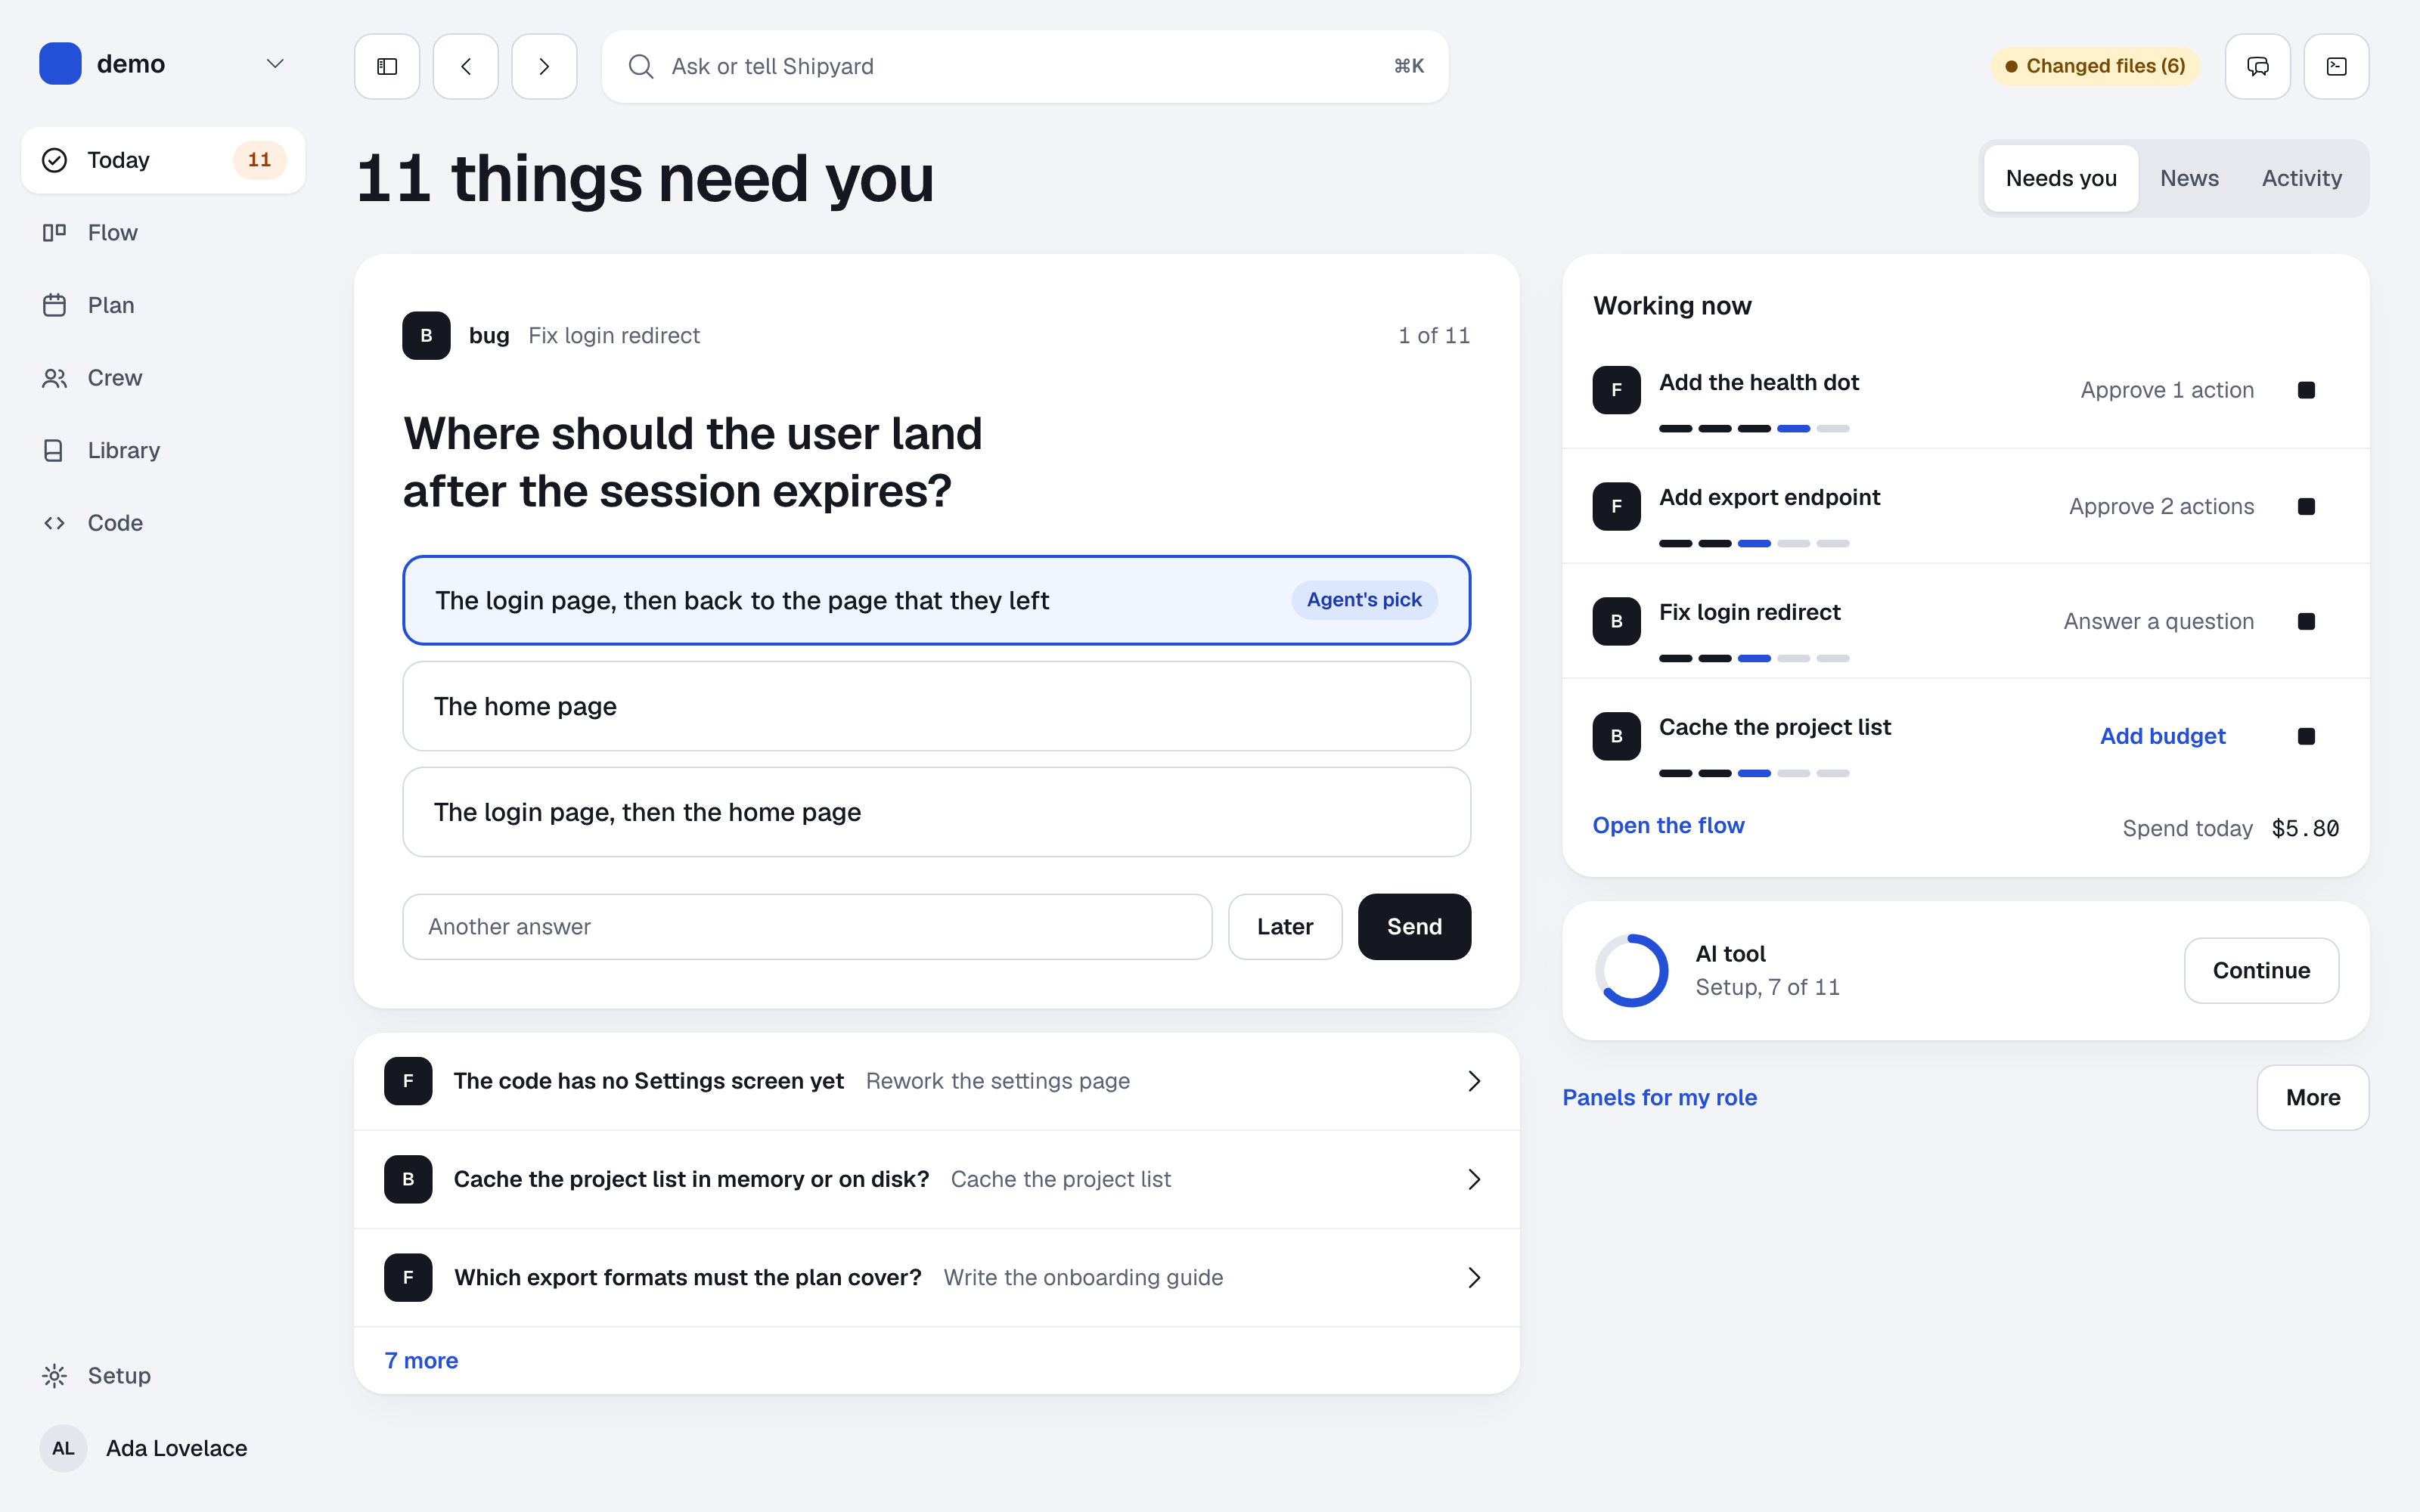 demo
Ask or tell Shipyard
⌘K
Changed files (6)
Today
11
Flow
Plan
Crew
Library
Code
Setup
AL
Ada Lovelace
11 things need you
Needs you
News
Activity
B
bug
Fix login redirect
1 of 11
Where should the user land
after the session expires?
The login page, then back to the page that they left
Agent's pick
The home page
The login page, then the home page
Another answer
Later
Send
F
The code has no Settings screen yet
Rework the settings page
B
Cache the project list in memory or on disk?
Cache the project list
F
Which export formats must the plan cover?
Write the onboarding guide
7 more
Working now
F
Add the health dot
Approve 1 action
F
Add export endpoint
Approve 2 actions
B
Fix login redirect
Answer a question
B
Cache the project list
Add budget
Open the flow
Spend today
$5.80
AI tool
Setup, 7 of 11
Continue
Panels for my role
More